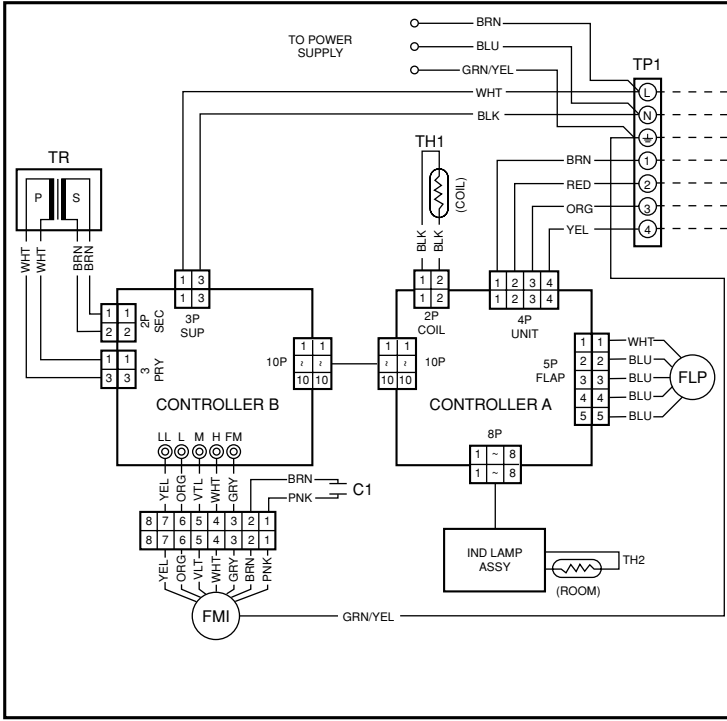 BRN
TO POWER
SUPPLY
BLU
GRN/YEL
TP1
WHT
L
BLK
N
TH1
TR
BRN
1
(COIL)
RED
2
P S
ORG
3
YEL
4
BLK BLK
WHT WHT BRN BRN
1 3
1 3
3P
SUP
1 2
1 2
2P
COIL
1 2 3 4
1 2 3 4
4P
UNIT
1 1
2 2
2P
SEC
1 1
3 3
3
PRY
10P
1 1
~ ~
10 10
1 1
~ ~
10 10
10P
5P
FLAP
1 1 WHT
2 2 BLU
3 3 BLU
4 4 BLU
5 5 BLU
FLP
CONTROLLER B
CONTROLLER A
LL L M H FM
8P
1 ~ 8
1 ~ 8
YEL ORG VTL WHT GRY
BRN
PNK
C1
8 7 6 5 4 3 2 1
8 7 6 5 4 3 2 1
YEL ORG VLT WHT GRY BRN PNK
IND LAMP
ASSY
TH2
(ROOM)
FMI
GRN/YEL